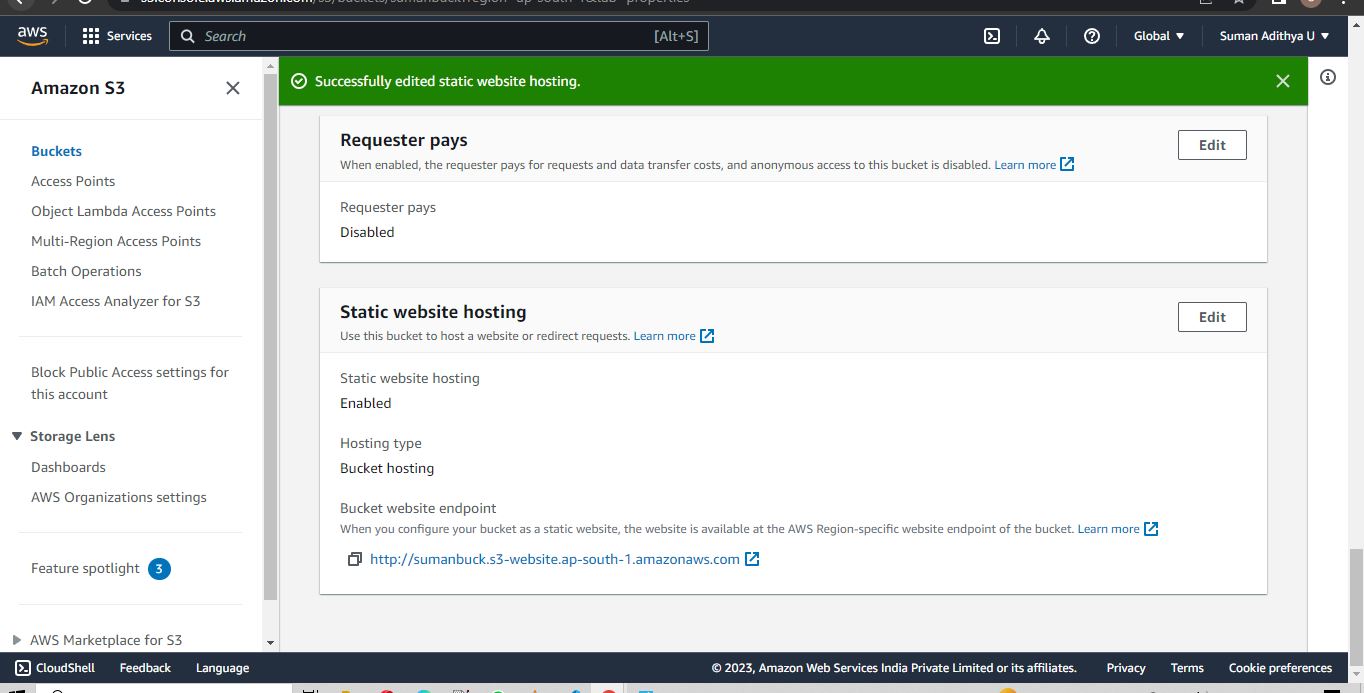 aws
Services
Search
[Alt+S]
Global
Suman Adithya U
Amazon S3
Buckets
Access Points
Object Lambda Access Points
Multi-Region Access Points
Batch Operations
IAM Access Analyzer for S3
Block Public Access settings for
this account
Storage Lens
Dashboards
AWS Organizations settings
Feature spotlight 3
AWS Marketplace for S3
Successfully edited static website hosting.
Requester pays
Edit
When enabled, the requester pays for requests and data transfer costs, and anonymous access to this bucket is disabled. Learn more
Requester pays
Disabled
Static website hosting
Edit
Use this bucket to host a website or redirect requests. Learn more
Static website hosting
Enabled
Hosting type
Bucket hosting
Bucket website endpoint
When you configure your bucket as a static website, the website is available at the AWS Region-specific website endpoint of the bucket. Learn more
http://sumanbuck.s3-website.ap-south-1.amazonaws.com
CloudShell
Feedback
Language
© 2023, Amazon Web Services India Private Limited or its affiliates.
Privacy
Terms
Cookie preferences